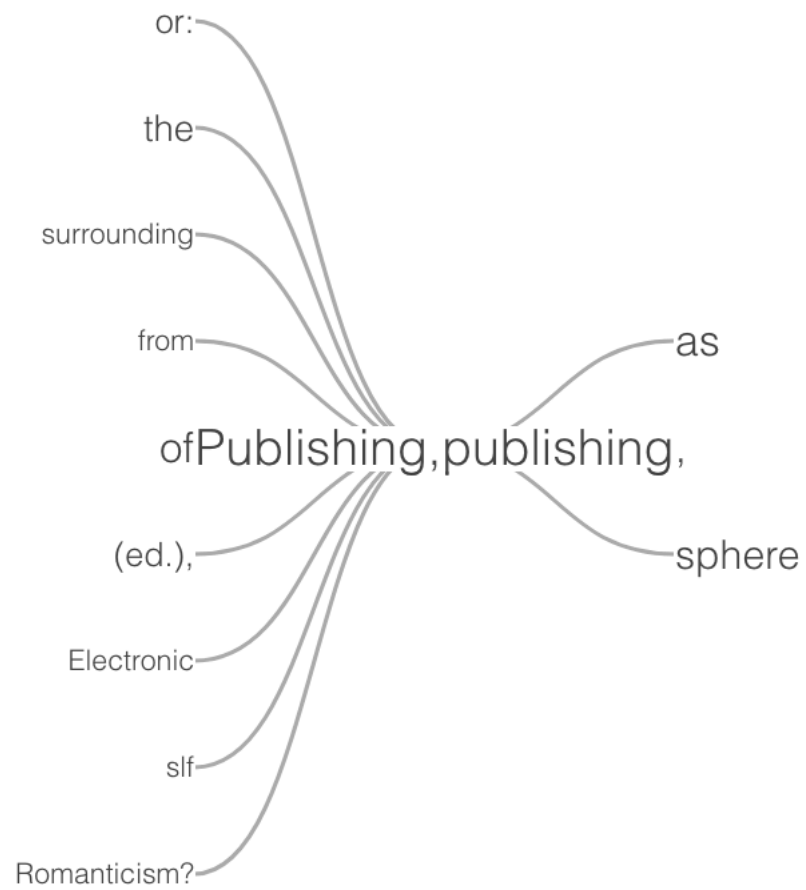 or:
the
surrounding
from
as
ofPublishing,publishing,
(ed.),
sphere
Electronic
slf
Romanticism?